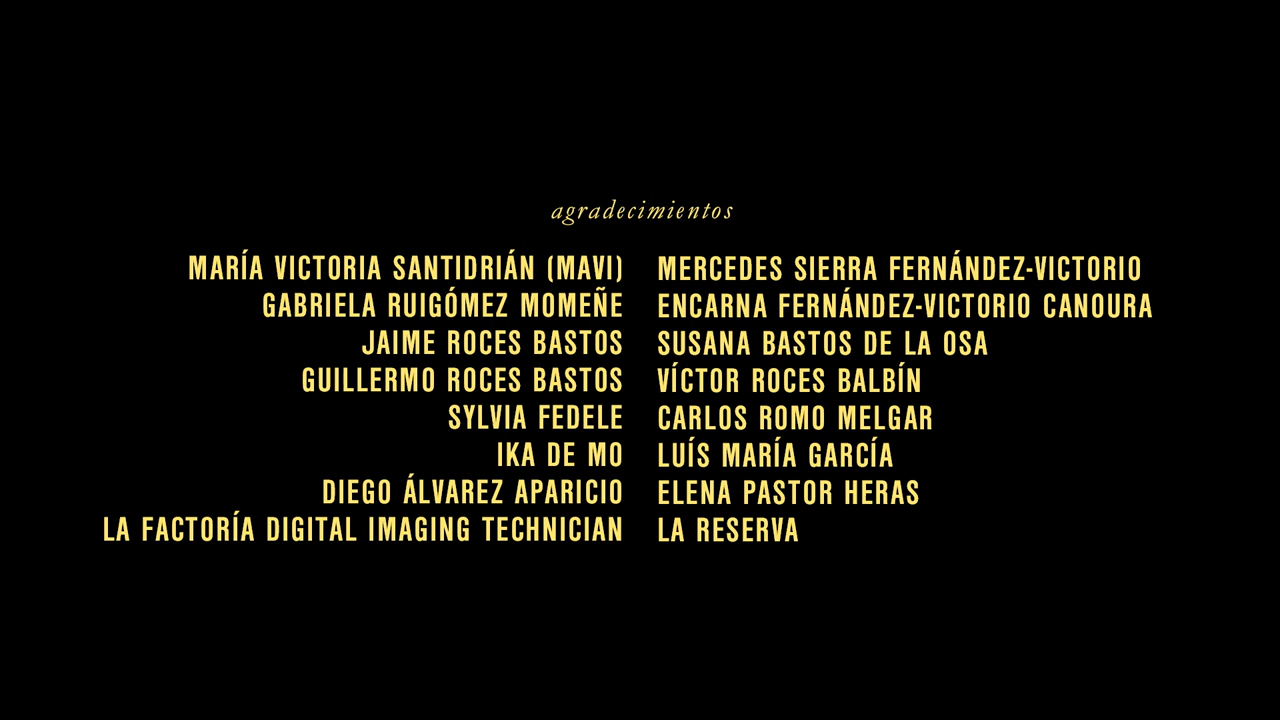 agradecimientos
MARÍA VICTORIA SANTIDRIÁN (MAVI) MERCEDES SIERRA FERNÁNDEZ-VICTORIO
GABRIELA RUIGÓMEZ MOMEÑE ENCARNA FERNÁNDEZ-VICTORIO CANOURA
JAIME ROCES BASTOS SUSANA BASTOS DE LA OSA
GUILLERMO ROCES BASTOS VÍCTOR ROCES BALBÍN
SYLVIA FEDELE CARLOS ROMO MELGAR
IKA DE MO LUÍS MARÍA GARCÍA
DIEGO ÁLVAREZ APARICIO ELENA PASTOR HERAS
LA FACTORÍA DIGITAL IMAGING TECHNICIAN LA RESERVA